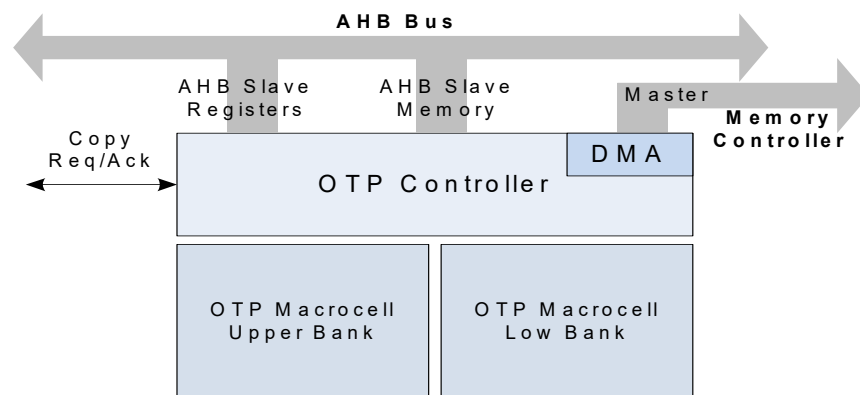 AHB Bus
AHB Slave
Registers
AHB Slave
Memory
Master
Memory
Controller
Copy
Req/Ack
DMA
OTP Controller
OTP Macrocell
Upper Bank
OTP Macrocell
Low Bank